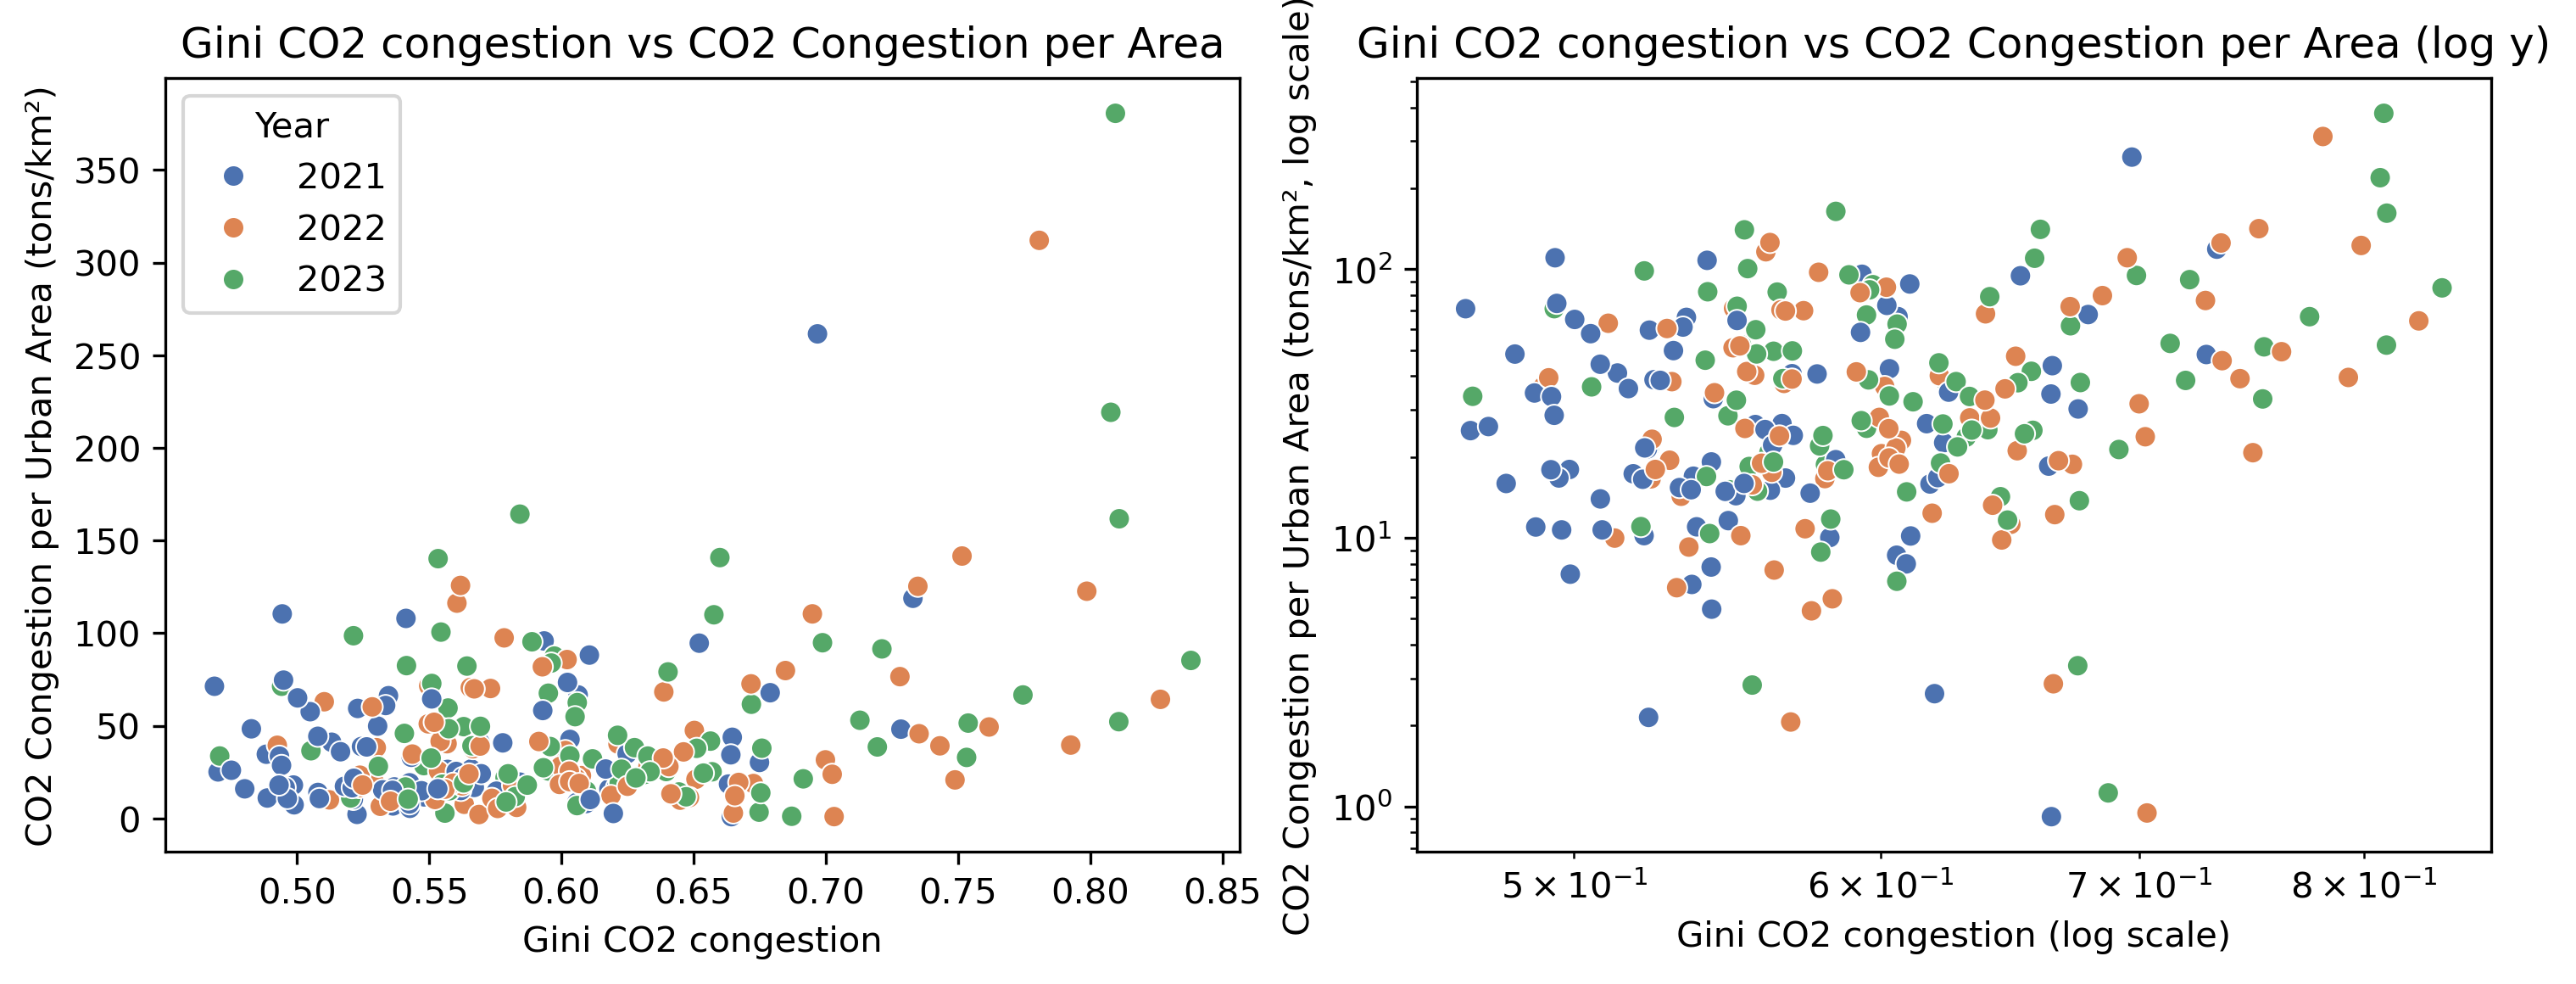 Gini CO2 congestion vs CO2 Congestion per Area
CO2 Congestion per Urban Area (tons/km²)
Year
2021
2022
2023
350
300
250
200
150
100
50
0
0.50 0.55 0.60 0.65 0.70 0.75 0.80 0.85
Gini CO2 congestion
Gini CO2 congestion vs CO2 Congestion per Area (log y)
CO2 Congestion per Urban Area (tons/km², log scale)
10²
10¹
10⁰
5 × 10⁻¹ 6 × 10⁻¹ 7 × 10⁻¹ 8 × 10⁻¹
Gini CO2 congestion (log scale)